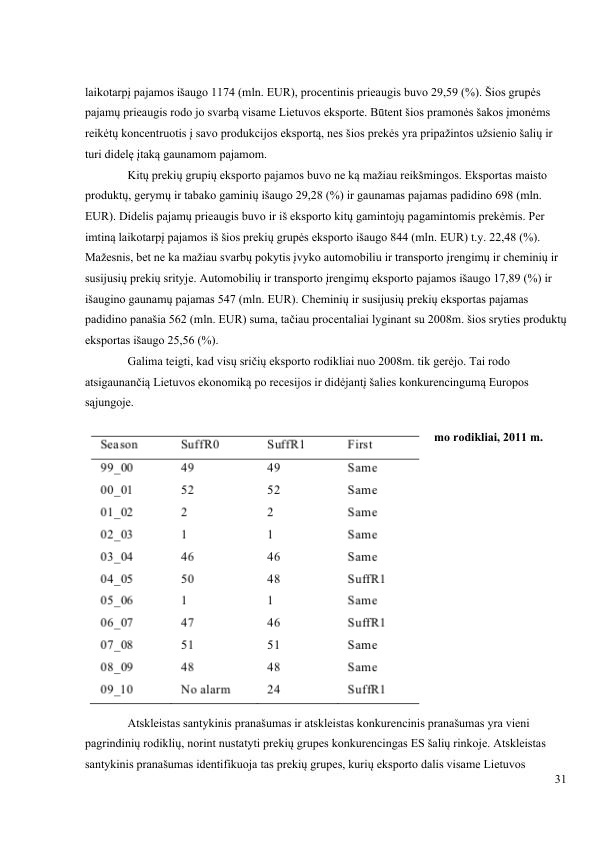 laikotarpį pajamos išaugo 1174 (mln. EUR), procentinis prieaugis buvo 29,59 (%). Šios grupės
pajamų prieaugis rodo jo svarbą visame Lietuvos eksporte. Būtent šios pramonės šakos įmonėms
reikėtų koncentruotis į savo produkcijos eksportą, nes šios prekės yra pripažintos užsienio šalių ir
turi didelę įtaką gaunamom pajamom.
Kitų prekių grupių eksporto pajamos buvo ne ką mažiau reikšmingos. Eksportas maisto
produktų, gerymų ir tabako gaminių išaugo 29,28 (%) ir gaunamas pajamas padidino 698 (mln.
EUR). Didelis pajamų prieaugis buvo ir iš eksporto kitų gamintojų pagamintomis prekėmis. Per
imtiną laikotarpį pajamos iš šios prekių grupės eksporto išaugo 844 (mln. EUR) t.y. 22,48 (%).
Mažesnis, bet ne ka mažiau svarbų pokytis įvyko automobiliu ir transporto įrengimų ir cheminių ir
susijusių prekių srityje. Automobilių ir transporto įrengimų eksporto pajamos išaugo 17,89 (%) ir
išaugino gaunamų pajamas 547 (mln. EUR). Cheminių ir susijusių prekių eksportas pajamas
padidino panašia 562 (mln. EUR) suma, tačiau procentaliai lyginant su 2008m. šios sryties produktų
eksportas išaugo 25,56 (%).
Galima teigti, kad visų sričių eksporto rodikliai nuo 2008m. tik gerėjo. Tai rodo
atsigaunančią Lietuvos ekonomiką po recesijos ir didėjantį šalies konkurencingumą Europos
sąjungoje.
mo rodikliai, 2011 m.
Season SuffR0 SuffR1 First
99_00 49 49 Same
00_01 52 52 Same
01_02 2 2 Same
02_03 1 1 Same
03_04 46 46 Same
04_05 50 48 SuffR1
05_06 1 1 Same
06_07 47 46 SuffR1
07_08 51 51 Same
08_09 48 48 Same
09_10 No alarm 24 SuffR1
Atskleistas santykinis pranašumas ir atskleistas konkurencinis pranašumas yra vieni
pagrindinių rodiklių, norint nustatyti prekių grupes konkurencingas ES šalių rinkoje. Atskleistas
santykinis pranašumas identifikuoja tas prekių grupes, kurių eksporto dalis visame Lietuvos
31